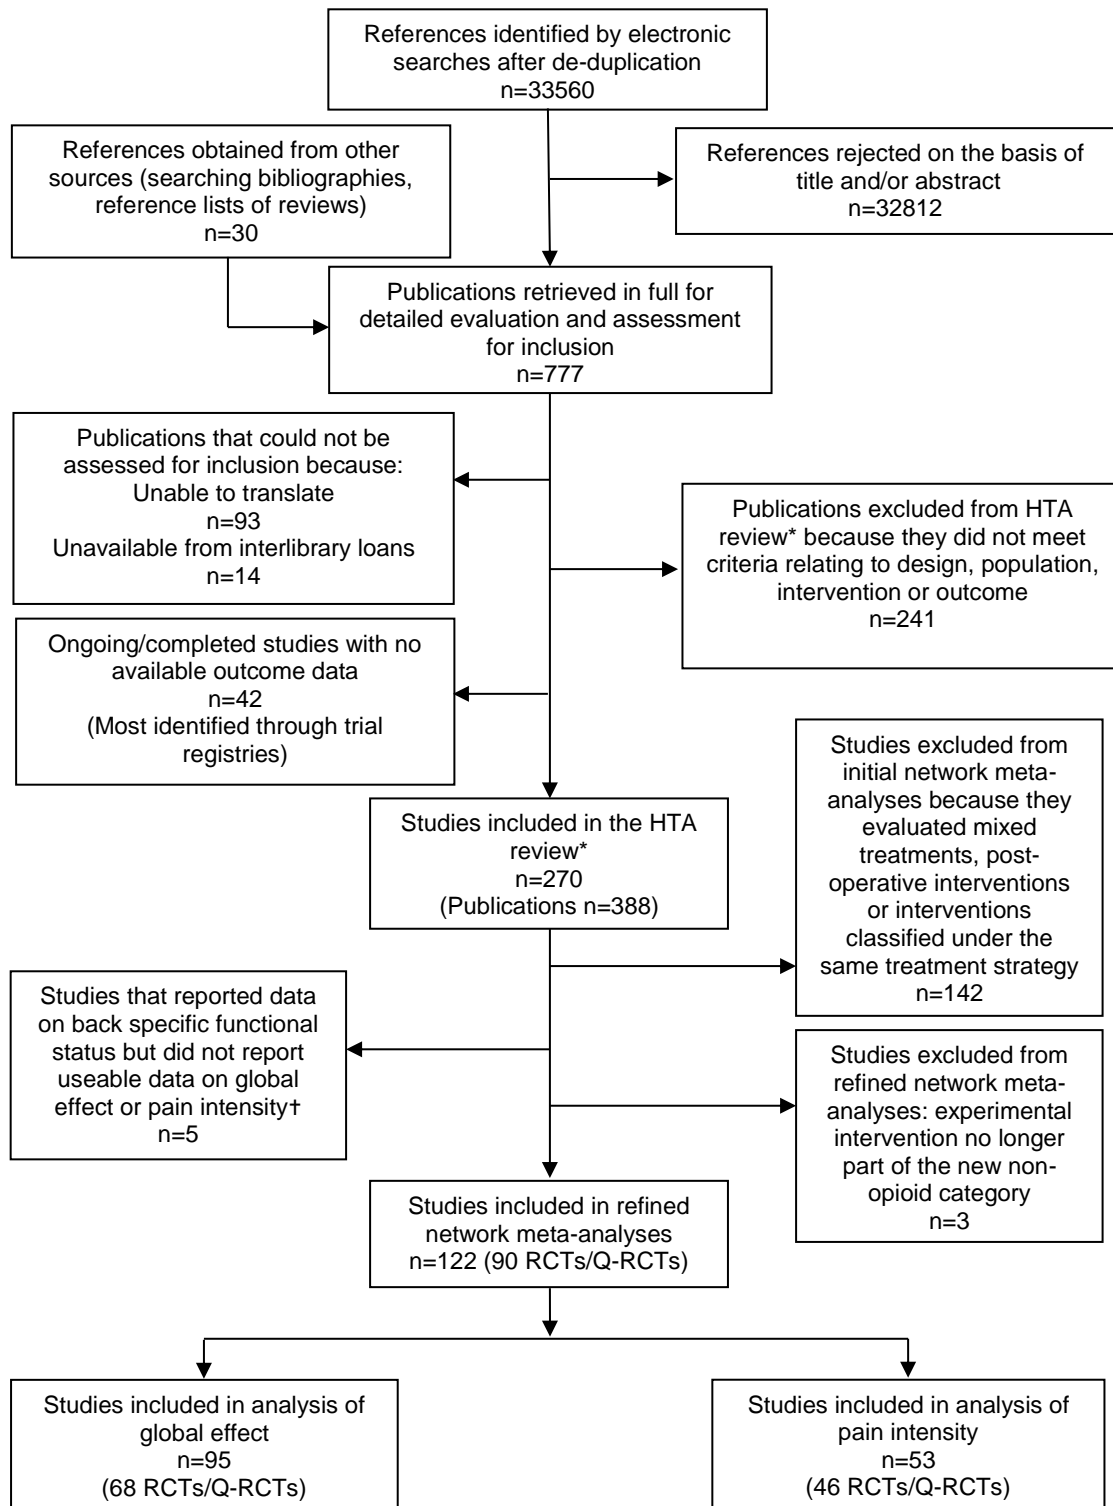 References identified by electronic
searches after de-duplication
n=33560
References obtained from other
sources (searching bibliographies,
reference lists of reviews)
n=30
References rejected on the basis of
title and/or abstract
n=32812
Publications retrieved in full for
detailed evaluation and assessment
for inclusion
n=777
Publications that could not be
assessed for inclusion because:
Unable to translate
n=93
Unavailable from interlibrary loans
n=14
Publications excluded from HTA
review* because they did not meet
criteria relating to design, population,
intervention or outcome
n=241
Ongoing/completed studies with no
available outcome data
n=42
(Most identified through trial
registries)
Studies included in the HTA
review*
n=270
(Publications n=388)
Studies excluded from
initial network meta-
analyses because they
evaluated mixed
treatments, post-
operative interventions
or interventions
classified under the
same treatment strategy
n=142
Studies that reported data
on back specific functional
status but did not report
useable data on global
effect or pain intensity†
n=5
Studies excluded from
refined network meta-
analyses: experimental
intervention no longer
part of the new non-
opioid category
n=3
Studies included in refined
network meta-analyses
n=122 (90 RCTs/Q-RCTs)
Studies included in analysis of
global effect
n=95
(68 RCTs/Q-RCTs)
Studies included in analysis of
pain intensity
n=53
(46 RCTs/Q-RCTs)